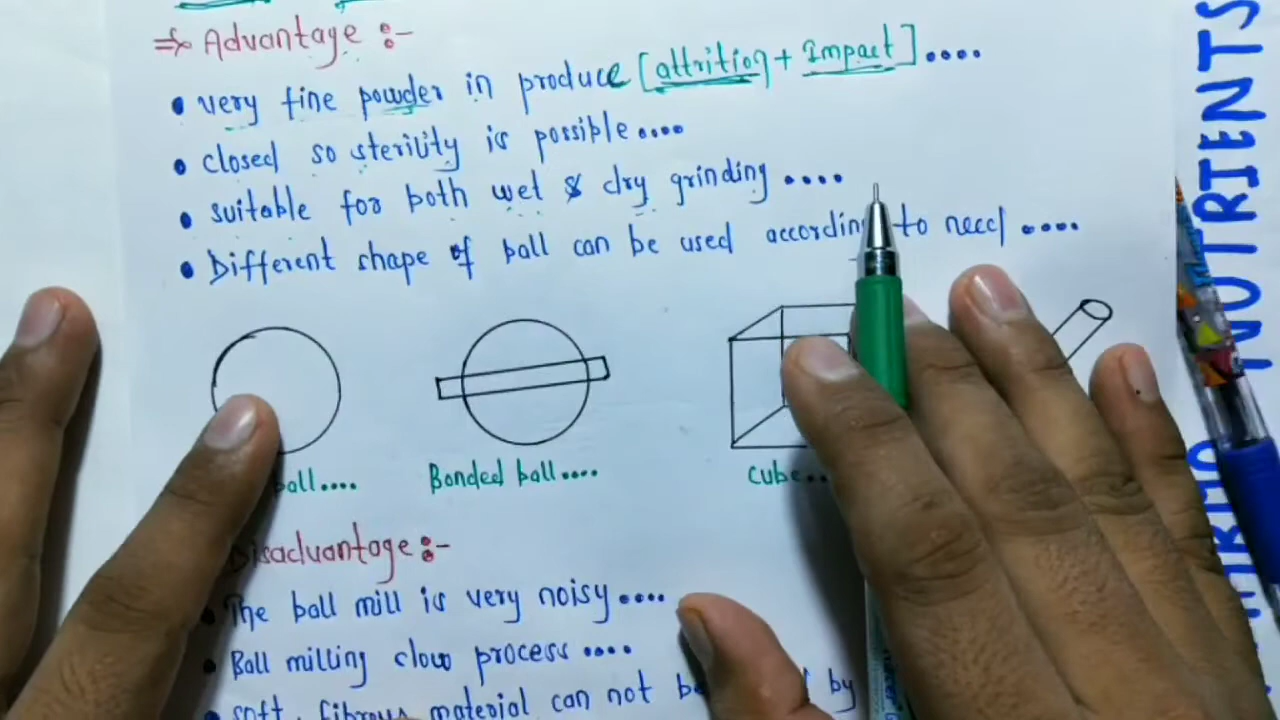 ⇒ Advantage :-
• very fine powder in produce [attrition + Impact]....
• closed so sterility is possible....
• suitable for both wet & dry grinding....
• Different shape of ball can be used according to need....
ball....
Bonded ball....
cube..
Disadvantage :-
• The ball mill is very noisy....
• Ball milling slow process....
• soft, fibrous material can not by
NUTRIENTS